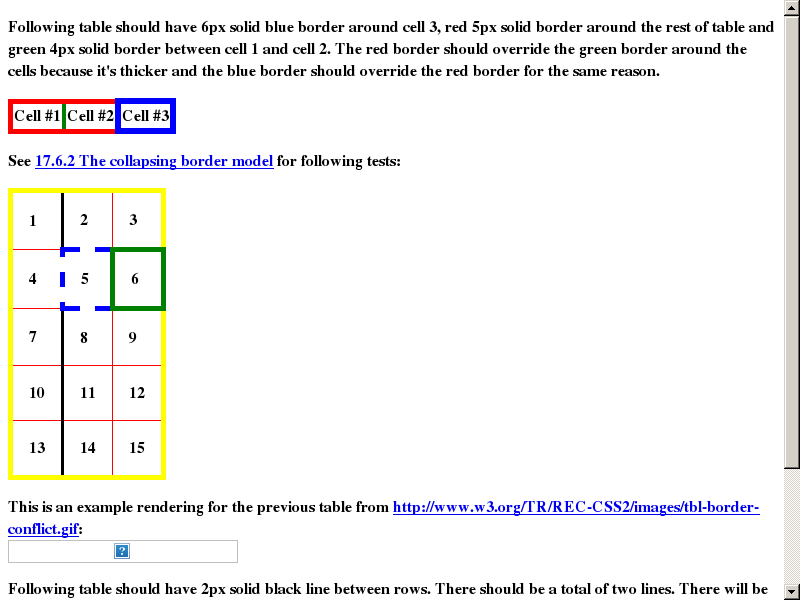 Following table should have 6px solid blue border around cell 3, red 5px solid border around the rest of table and
green 4px solid border between cell 1 and cell 2. The red border should override the green border around the
cells because it's thicker and the blue border should override the red border for the same reason.
Cell #1 Cell #2 Cell #3
See 17.6.2 The collapsing border model for following tests:
1 2 3
4 5 6
7 8 9
10 11 12
13 14 15
This is an example rendering for the previous table from http://www.w3.org/TR/REC-CSS2/images/tbl-border-
conflict.gif:
?
Following table should have 2px solid black line between rows. There should be a total of two lines. There will be